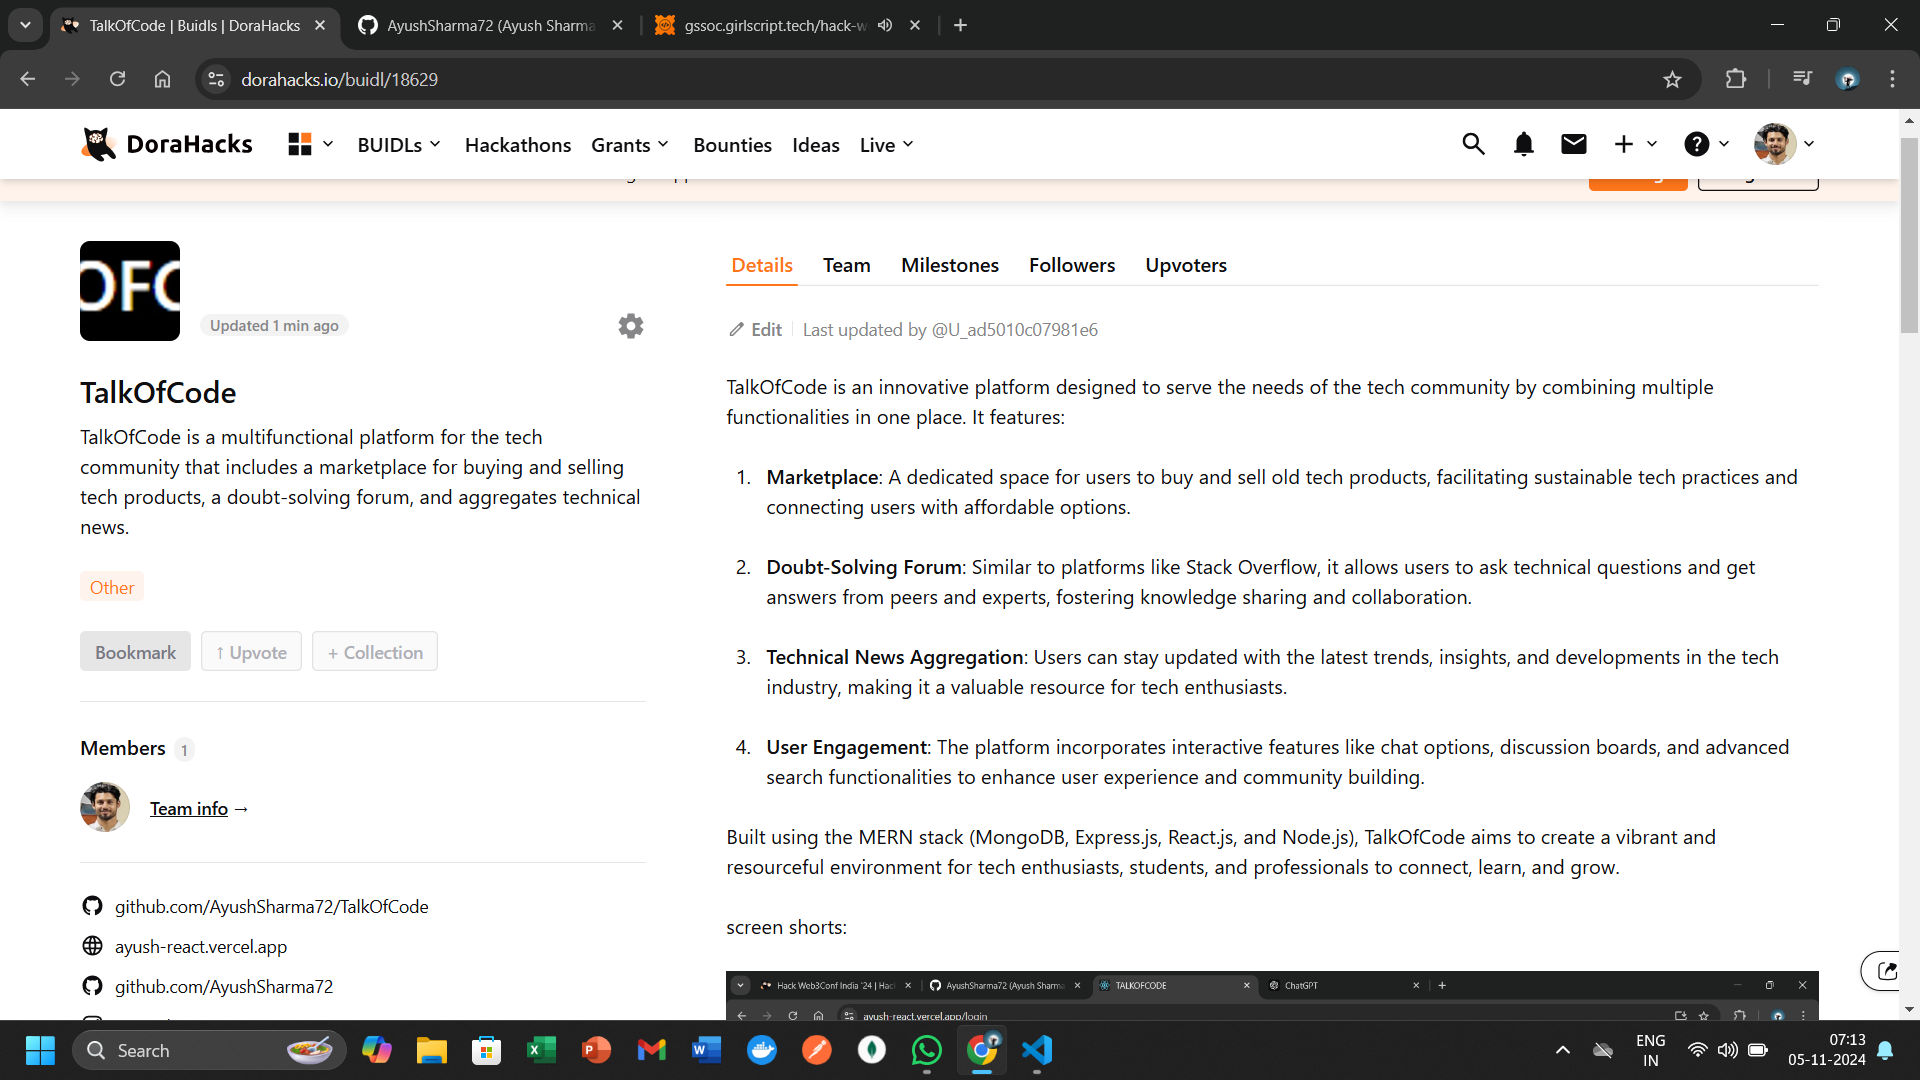 TalkOfCode | Buidls | DoraHacks
AyushSharma72 (Ayush Sharma
gssoc.girlscript.tech/hack-w
dorahacks.io/buidl/18629
DoraHacks
BUIDLs
Hackathons
Grants
Bounties
Ideas
Live
OFC
Updated 1 min ago
TalkOfCode
TalkOfCode is a multifunctional platform for the tech
community that includes a marketplace for buying and selling
tech products, a doubt-solving forum, and aggregates technical
news.
Other
Bookmark
↑ Upvote
+ Collection
Members 1
Team info →
github.com/AyushSharma72/TalkOfCode
ayush-react.vercel.app
github.com/AyushSharma72
Details
Team
Milestones
Followers
Upvoters
Edit
Last updated by @U_ad5010c07981e6
TalkOfCode is an innovative platform designed to serve the needs of the tech community by combining multiple
functionalities in one place. It features:
1. Marketplace: A dedicated space for users to buy and sell old tech products, facilitating sustainable tech practices and
connecting users with affordable options.
2. Doubt-Solving Forum: Similar to platforms like Stack Overflow, it allows users to ask technical questions and get
answers from peers and experts, fostering knowledge sharing and collaboration.
3. Technical News Aggregation: Users can stay updated with the latest trends, insights, and developments in the tech
industry, making it a valuable resource for tech enthusiasts.
4. User Engagement: The platform incorporates interactive features like chat options, discussion boards, and advanced
search functionalities to enhance user experience and community building.
Built using the MERN stack (MongoDB, Express.js, React.js, and Node.js), TalkOfCode aims to create a vibrant and
resourceful environment for tech enthusiasts, students, and professionals to connect, learn, and grow.
screen shorts:
Hack Web3Conf India '24 | Hac
AyushSharma72 (Ayush Sharma
TALKOFCODE
ChatGPT
ayush-react.vercel.app/login
Search
ENG
IN
07:13
05-11-2024